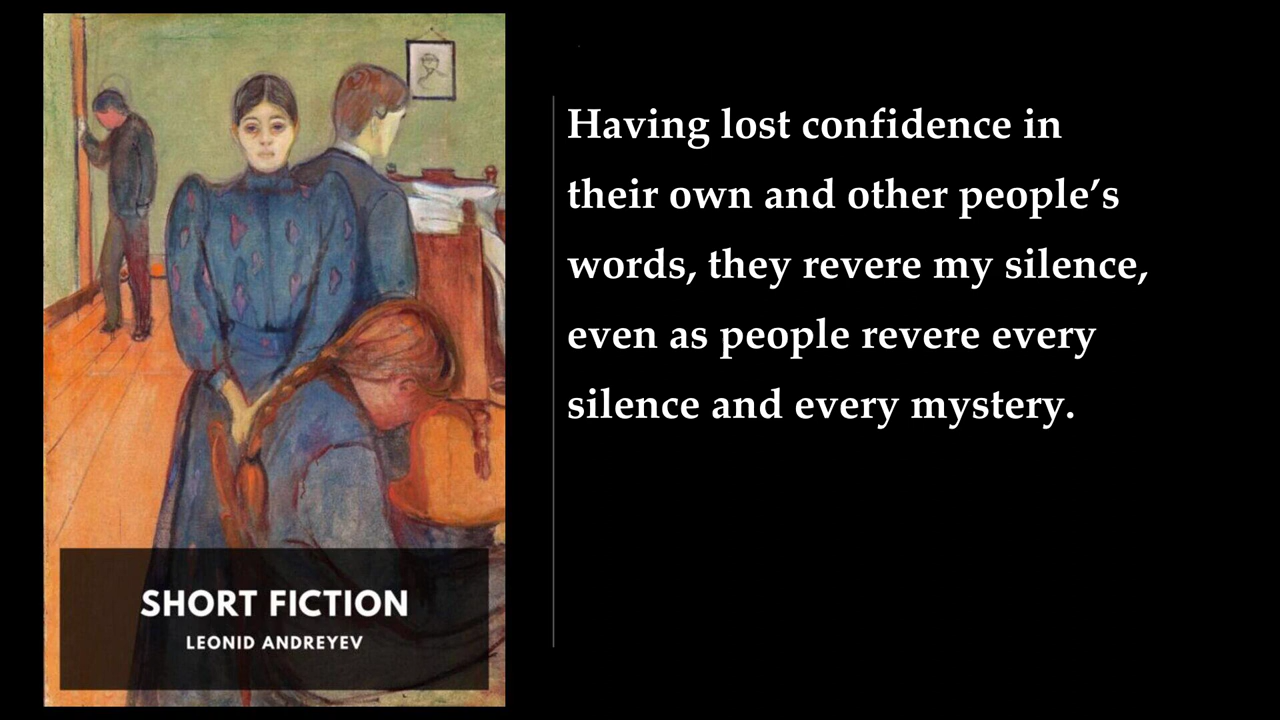 Having lost confidence in
their own and other people’s
words, they revere my silence,
even as people revere every
silence and every mystery.
SHORT FICTION
LEONID ANDREYEV